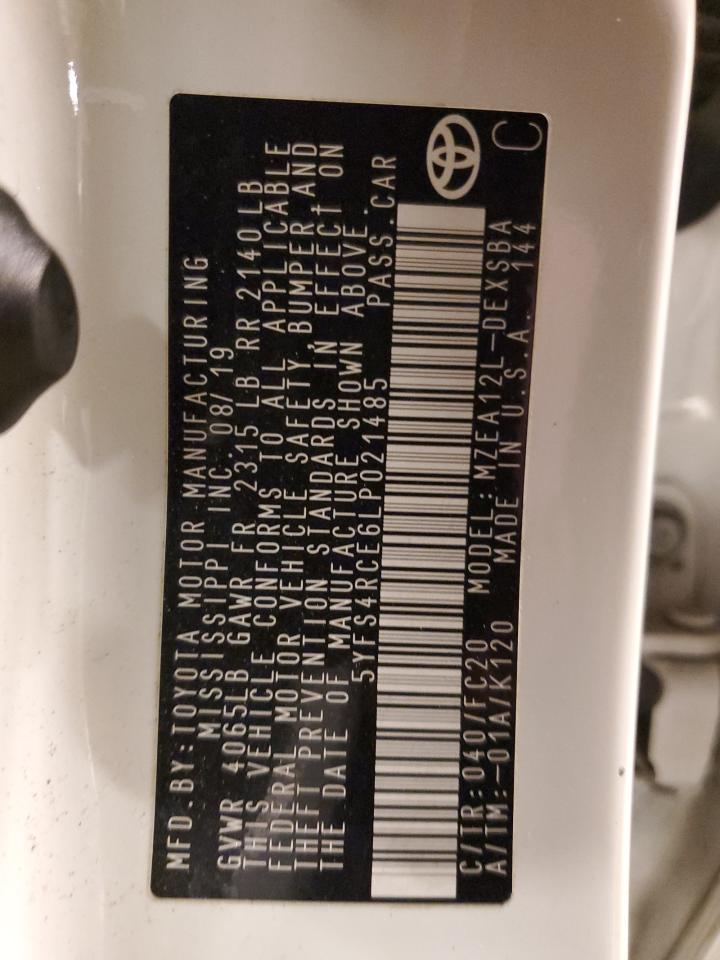 MFD.BY:TOYOTA MOTOR MANUFACTURING
MISSISSIPPI INC. 08/19
GVWR 4065LB GAWR FR 2315 LB RR 2140LB
THIS VEHICLE CONFORMS TO ALL APPLICABLE
FEDERAL MOTOR VEHICLE SAFETY, BUMPER, AND
THEFT PREVENTION STANDARDS IN EFFECT ON
THE DATE OF MANUFACTURE SHOWN ABOVE.
5YFS4RCE6LP021485 PASS.CAR
C/TR:040/FC20 MODEL:MZEA12L-DEXSBA
A/TM:-01A/K120 MADE IN U.S.A. 144
C